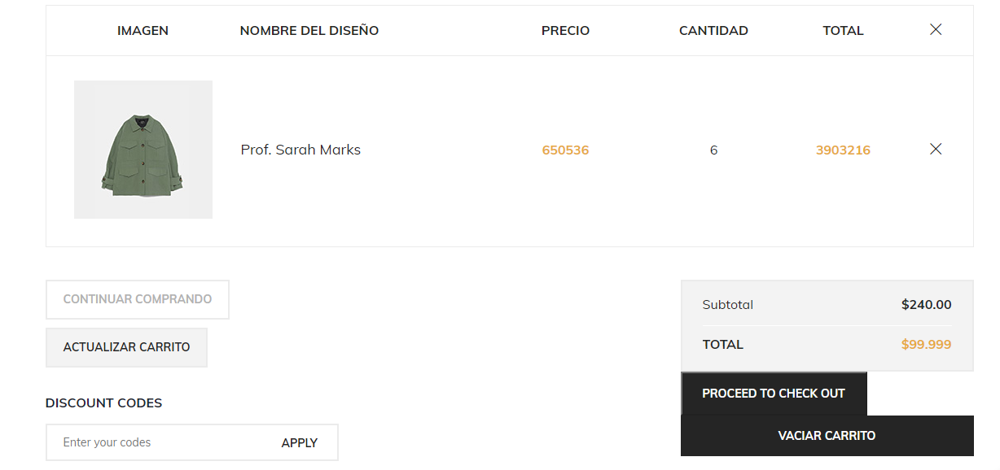 IMAGEN NOMBRE DEL DISEÑO PRECIO CANTIDAD TOTAL
Prof. Sarah Marks 650536 6 3903216
CONTINUAR COMPRANDO
ACTUALIZAR CARRITO
DISCOUNT CODES
Enter your codes APPLY
Subtotal $240.00
TOTAL $99.999
PROCEED TO CHECK OUT
VACIAR CARRITO